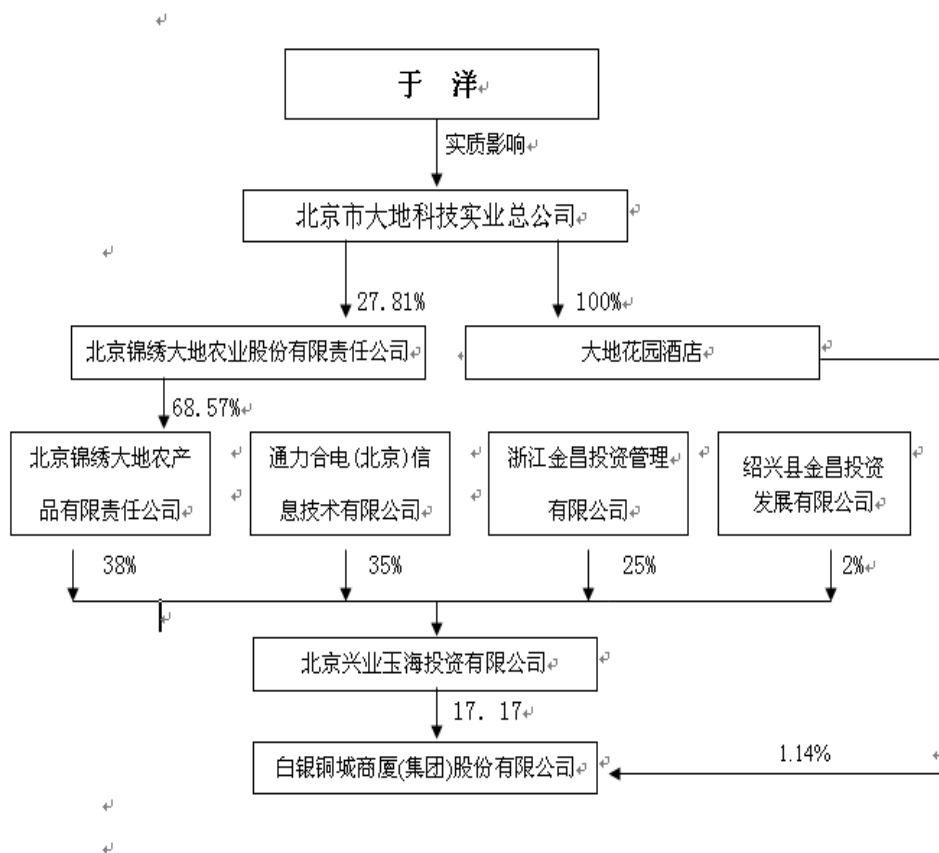 于 洋
实质影响
北京市大地科技实业总公司
27.81%
100%
北京锦绣大地农业股份有限责任公司
大地花园酒店
68.57%
北京锦绣大地农产
品有限责任公司
通力合电(北京)信
息技术有限公司
浙江金昌投资管理
有限公司
绍兴县金昌投资
发展有限公司
38%
35%
25%
2%
北京兴业玉海投资有限公司
17. 17
白银铜城商厦(集团)股份有限公司
1.14%